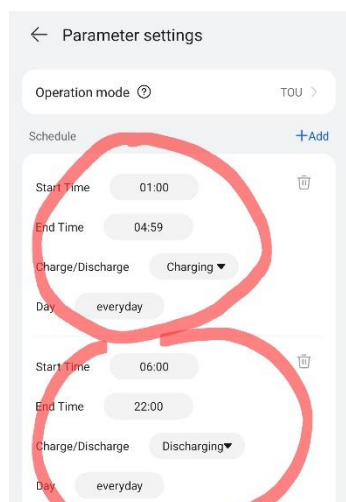 ← Parameter settings
Operation mode ? TOU >
Schedule +Add
Start Time 01:00
End Time 04:59
Charge/Discharge Charging ▼
Day everyday
Start Time 06:00
End Time 22:00
Charge/Discharge Discharging▼
Day everyday